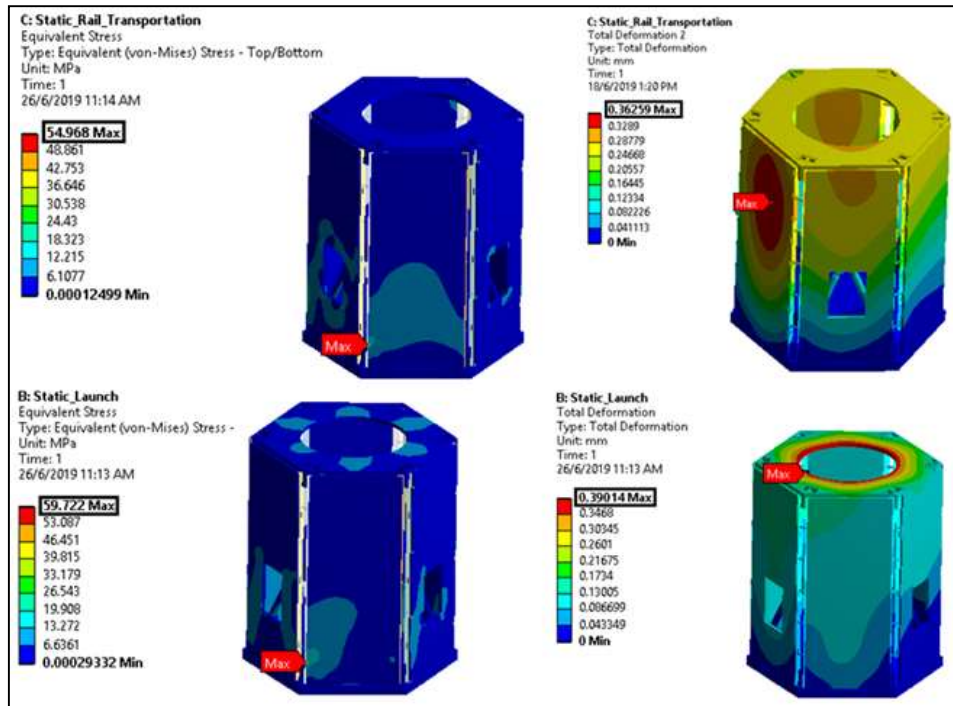 C: Static_Rail_Transportation
Equivalent Stress
Type: Equivalent (von-Mises) Stress - Top/Bottom
Unit: MPa
Time: 1
26/6/2019 11:14 AM
54.968 Max
48.861
42.753
36.646
30.538
24.43
18.323
12.215
6.1077
0.00012499 Min
Max
C: Static_Rail_Transportation
Total Deformation 2
Type: Total Deformation
Unit: mm
Time: 1
18/6/2019 1:20 PM
0.36259 Max
0.3289
0.28779
0.24668
0.20557
0.16445
0.12334
0.082226
0.041113
0 Min
Max
B: Static_Launch
Equivalent Stress
Type: Equivalent (von-Mises) Stress -
Unit: MPa
Time: 1
26/6/2019 11:13 AM
59.722 Max
53.087
46.451
39.815
33.179
26.543
19.908
13.272
6.6361
0.00029332 Min
Max
B: Static_Launch
Total Deformation
Type: Total Deformation
Unit: mm
Time: 1
26/6/2019 11:13 AM
0.39014 Max
0.3468
0.30345
0.2601
0.21675
0.1734
0.13005
0.086699
0.043349
0 Min
Max